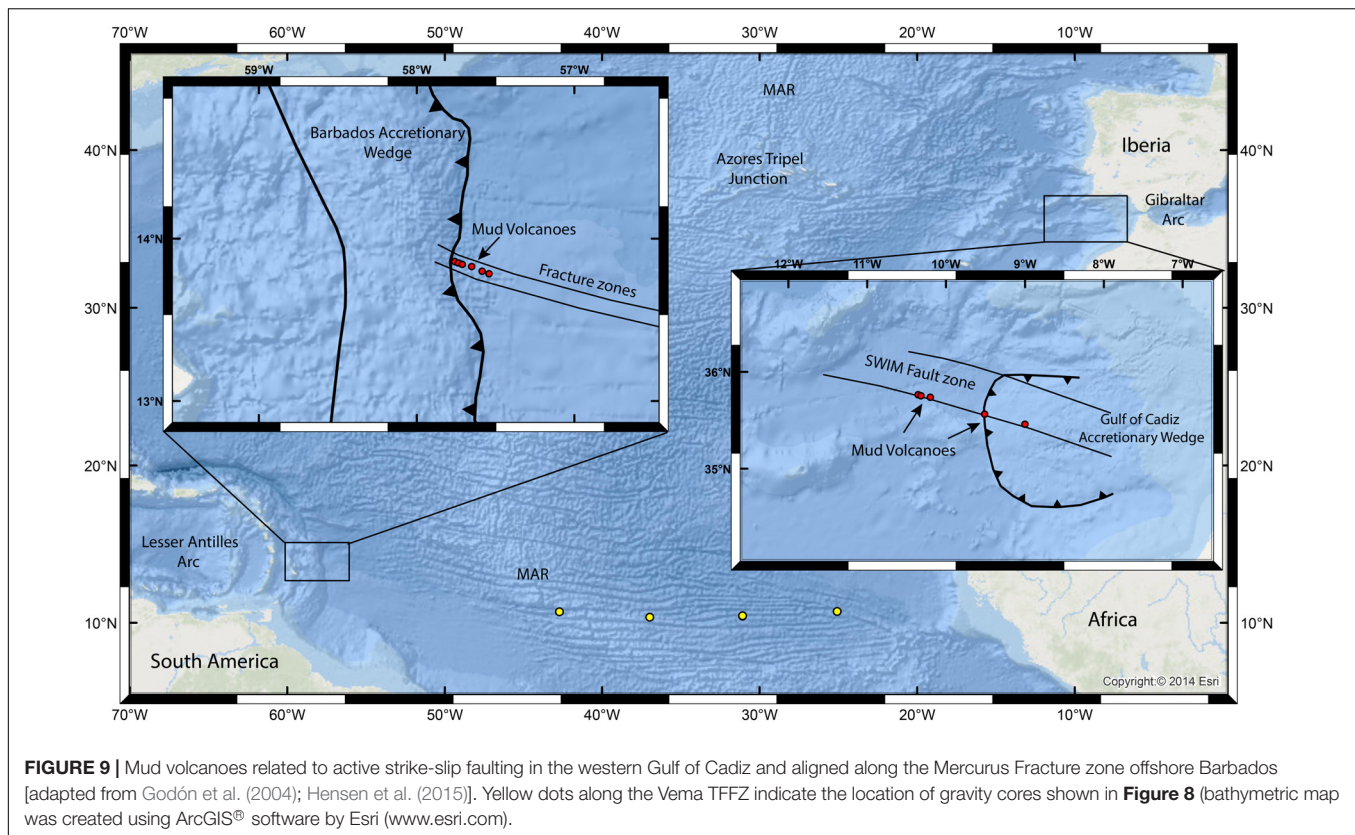 70°W 60°W 50°W 40°W 30°W 20°W 10°W
59°W 58°W 57°W
MAR
Barbados Accretionary
Wedge
40°N
Azores Tripel
Junction
Iberia
40°N
Gibraltar
Arc
14°N
Mud Volcanoes
Fracture zones
12°W 11°W 10°W 9°W 8°W 7°W
30°N
30°N
SWIM Fault zone
36°N
13°N
Gulf of Cadiz
Accretionary Wedge
Mud Volcanoes
35°N
20°N
20°N
Lesser Antilles
Arc
MAR
10°N
Africa
10°N
South America
Copyright:© 2014 Esri
70°W 60°W 50°W 40°W 30°W 20°W 10°W
FIGURE 9 | Mud volcanoes related to active strike-slip faulting in the western Gulf of Cadiz and aligned along the Mercurus Fracture zone offshore Barbados
[adapted from Godón et al. (2004); Hensen et al. (2015)]. Yellow dots along the Vema TFFZ indicate the location of gravity cores shown in Figure 8 (bathymetric map
was created using ArcGIS® software by Esri (www.esri.com).